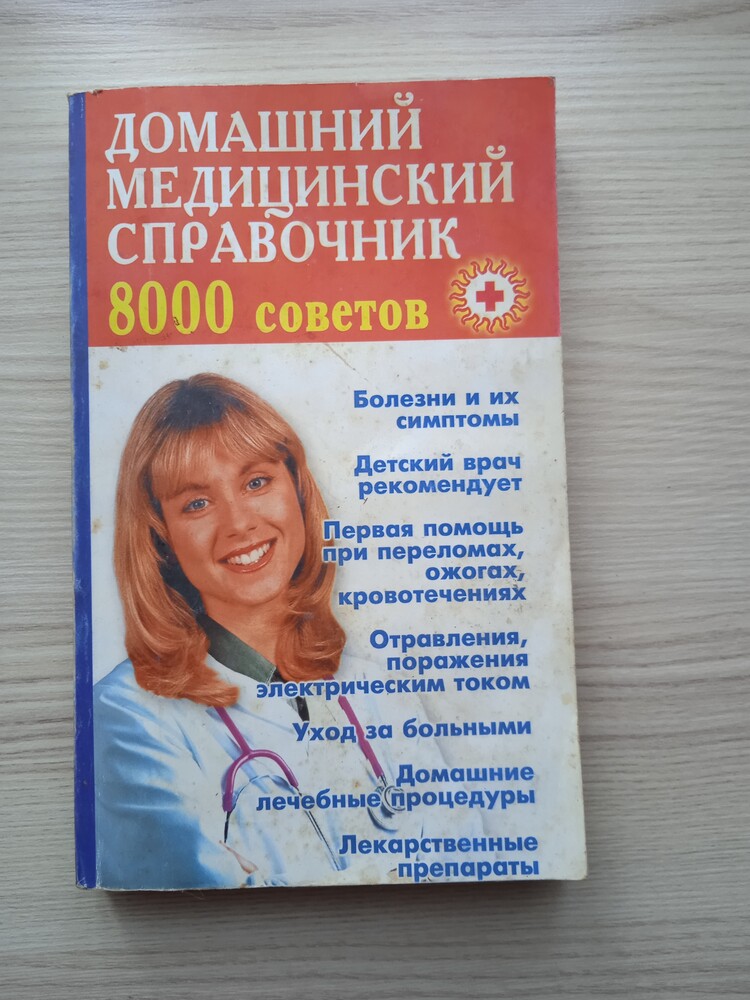 ДОМАШНИЙ
МЕДИЦИНСКИЙ
СПРАВОЧНИК
8000 советов
Болезни и их
симптомы
Детский врач
рекомендует
Первая помощь
при переломах,
ожогах,
кровотечениях
Отравления,
поражения
электрическим током
Уход за больными
Домашние
лечебные процедуры
Лекарственные
препараты